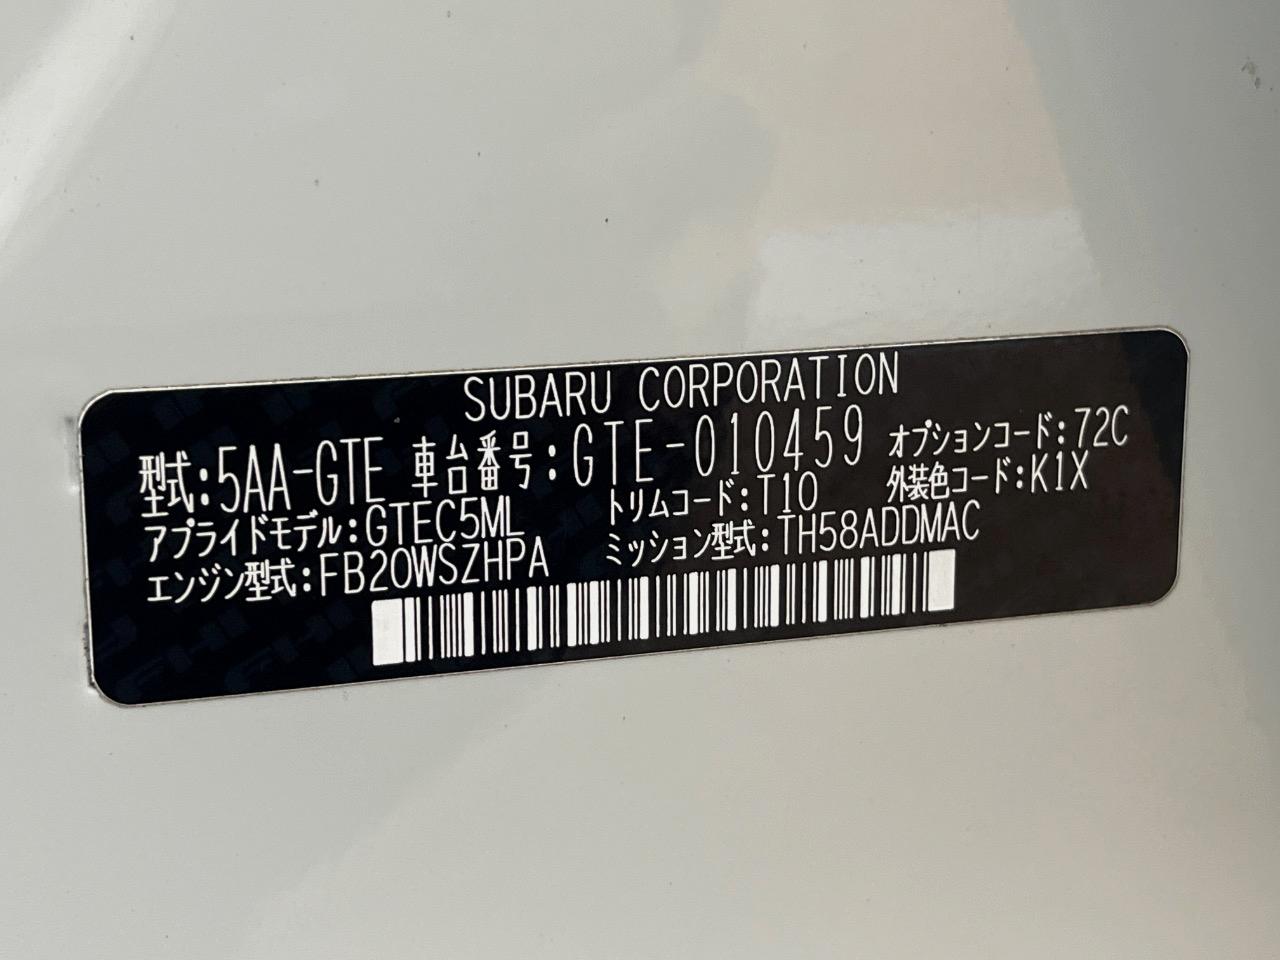 SUBARU CORPORATION
型式:5AA-GTE 車台番号:GTE-010459 オプションコード:72C
アプライドモデル:GTEC5ML トリムコード:T10 外装色コード:K1X
エンジン型式:FB20WSZHPA ミッション型式:TH58ADDMAC